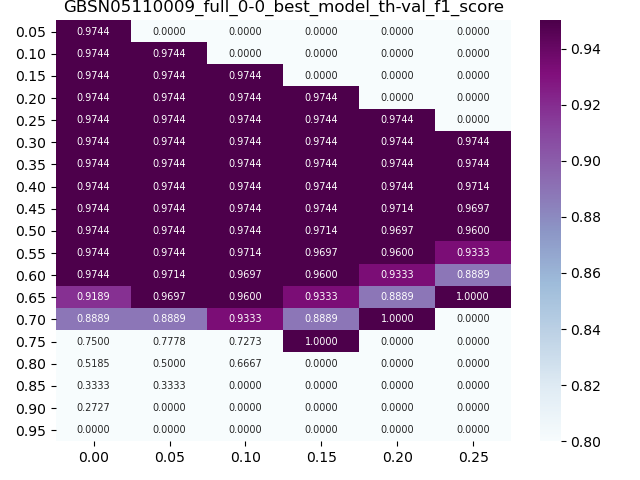 GBSN05110009_full_0-0_best_model_th-val_f1_score
0.05 0.9744 0.0000 0.0000 0.0000 0.0000 0.0000
0.10 0.9744 0.9744 0.0000 0.0000 0.0000 0.0000
0.15 0.9744 0.9744 0.9744 0.0000 0.0000 0.0000
0.20 0.9744 0.9744 0.9744 0.9744 0.0000 0.0000
0.25 0.9744 0.9744 0.9744 0.9744 0.9744 0.0000
0.30 0.9744 0.9744 0.9744 0.9744 0.9744 0.9744
0.35 0.9744 0.9744 0.9744 0.9744 0.9744 0.9744
0.40 0.9744 0.9744 0.9744 0.9744 0.9744 0.9714
0.45 0.9744 0.9744 0.9744 0.9744 0.9714 0.9697
0.50 0.9744 0.9744 0.9744 0.9714 0.9697 0.9600
0.55 0.9744 0.9744 0.9714 0.9697 0.9600 0.9333
0.60 0.9744 0.9714 0.9697 0.9600 0.9333 0.8889
0.65 0.9189 0.9697 0.9600 0.9333 0.8889 1.0000
0.70 0.8889 0.8889 0.9333 0.8889 1.0000 0.0000
0.75 0.7500 0.7778 0.7273 1.0000 0.0000 0.0000
0.80 0.5185 0.5000 0.6667 0.0000 0.0000 0.0000
0.85 0.3333 0.3333 0.0000 0.0000 0.0000 0.0000
0.90 0.2727 0.0000 0.0000 0.0000 0.0000 0.0000
0.95 0.0000 0.0000 0.0000 0.0000 0.0000 0.0000
0.00 0.05 0.10 0.15 0.20 0.25
0.94
0.92
0.90
0.88
0.86
0.84
0.82
0.80